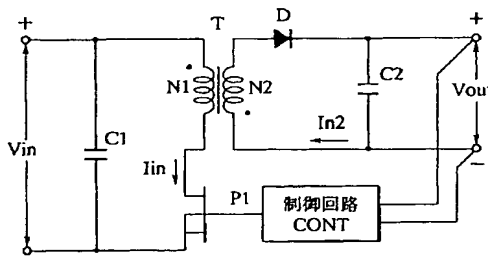 T
D
+
+
N1
N2
C2
Vout
C1
In2
Vin
Iin
−
P1
制御回路
CONT